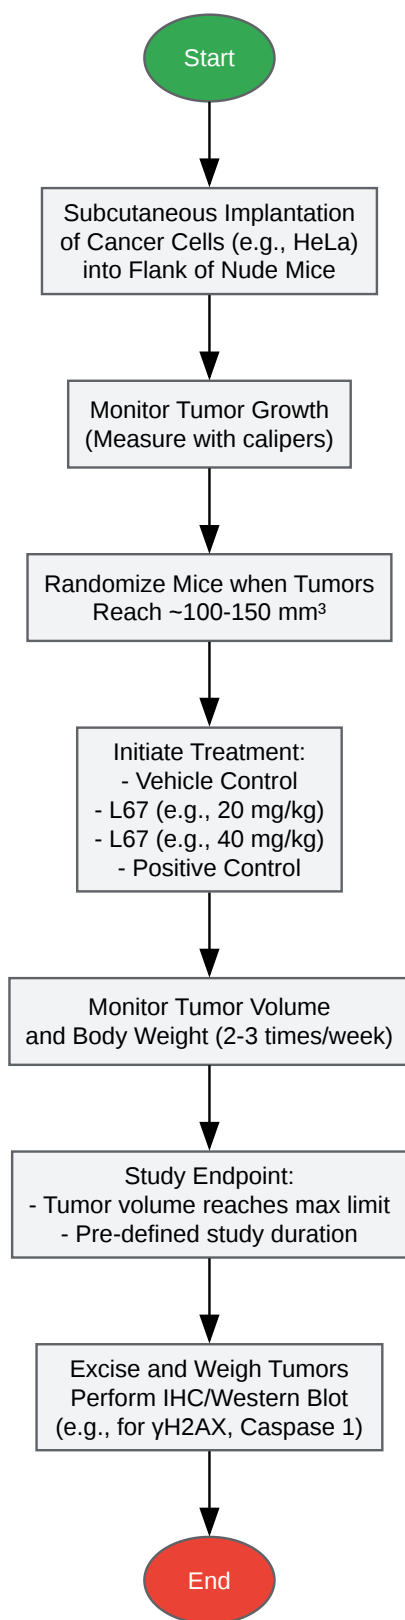 Start
Subcutaneous Implantation
of Cancer Cells (e.g., HeLa)
into Flank of Nude Mice
Monitor Tumor Growth
(Measure with calipers)
Randomize Mice when Tumors
Reach ~100-150 mm³
Initiate Treatment:
- Vehicle Control
- L67 (e.g., 20 mg/kg)
- L67 (e.g., 40 mg/kg)
- Positive Control
Monitor Tumor Volume
and Body Weight (2-3 times/week)
Study Endpoint:
- Tumor volume reaches max limit
- Pre-defined study duration
Excise and Weigh Tumors
Perform IHC/Western Blot
(e.g., for γH2AX, Caspase 1)
End